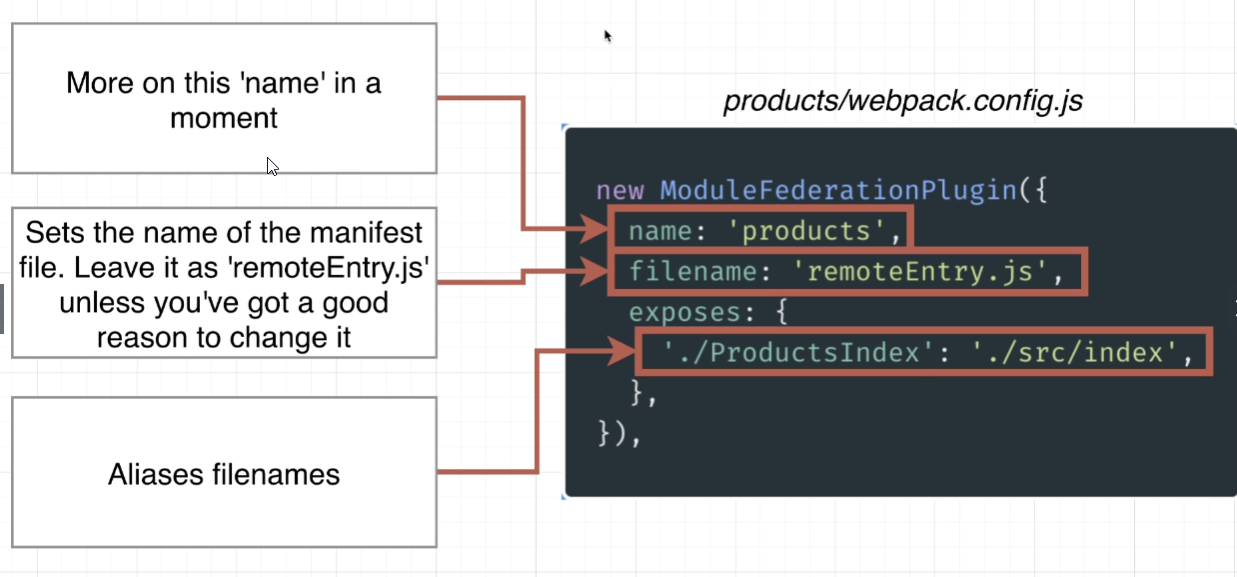 More on this 'name' in a
moment
Sets the name of the manifest
file. Leave it as 'remoteEntry.js'
unless you've got a good
reason to change it
Aliases filenames
products/webpack.config.js
new ModuleFederationPlugin({
name: 'products',
filename: 'remoteEntry.js',
exposes: {
'./ProductsIndex': './src/index',
},
}),